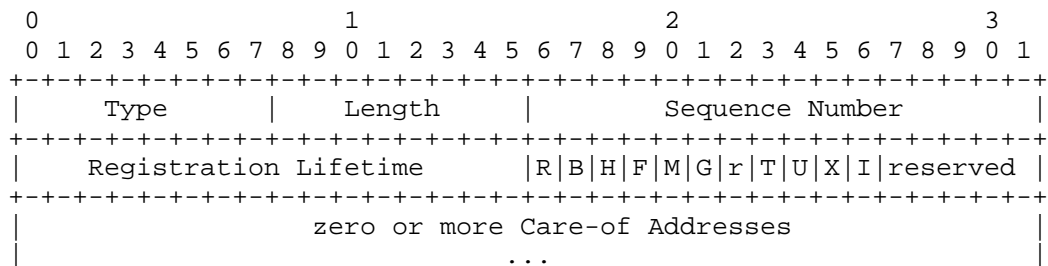 0                   1                   2                   3
 0 1 2 3 4 5 6 7 8 9 0 1 2 3 4 5 6 7 8 9 0 1 2 3 4 5 6 7 8 9 0 1
+-+-+-+-+-+-+-+-+-+-+-+-+-+-+-+-+-+-+-+-+-+-+-+-+-+-+-+-+-+-+-+-+
|     Type      |    Length     |        Sequence Number        |
+-+-+-+-+-+-+-+-+-+-+-+-+-+-+-+-+-+-+-+-+-+-+-+-+-+-+-+-+-+-+-+-+
|    Registration Lifetime      |R|B|H|F|M|G|r|T|U|X|I|reserved |
+-+-+-+-+-+-+-+-+-+-+-+-+-+-+-+-+-+-+-+-+-+-+-+-+-+-+-+-+-+-+-+-+
|                  zero or more Care-of Addresses               |
|                              ...                              |